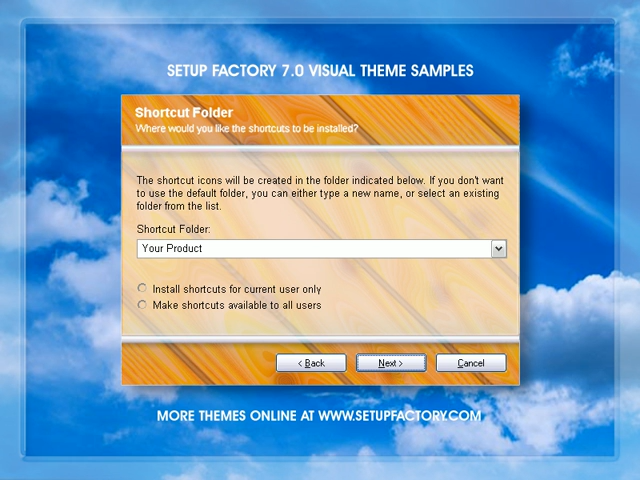 SETUP FACTORY 7.0 VISUAL THEME SAMPLES
Shortcut Folder
Where would you like the shortcuts to be installed?
The shortcut icons will be created in the folder indicated below. If you don't want
to use the default folder, you can either type a new name, or select an existing
folder from the list.
Shortcut Folder:
Your Product
Install shortcuts for current user only
Make shortcuts available to all users
< Back Next > Cancel
MORE THEMES ONLINE AT WWW.SETUPFACTORY.COM